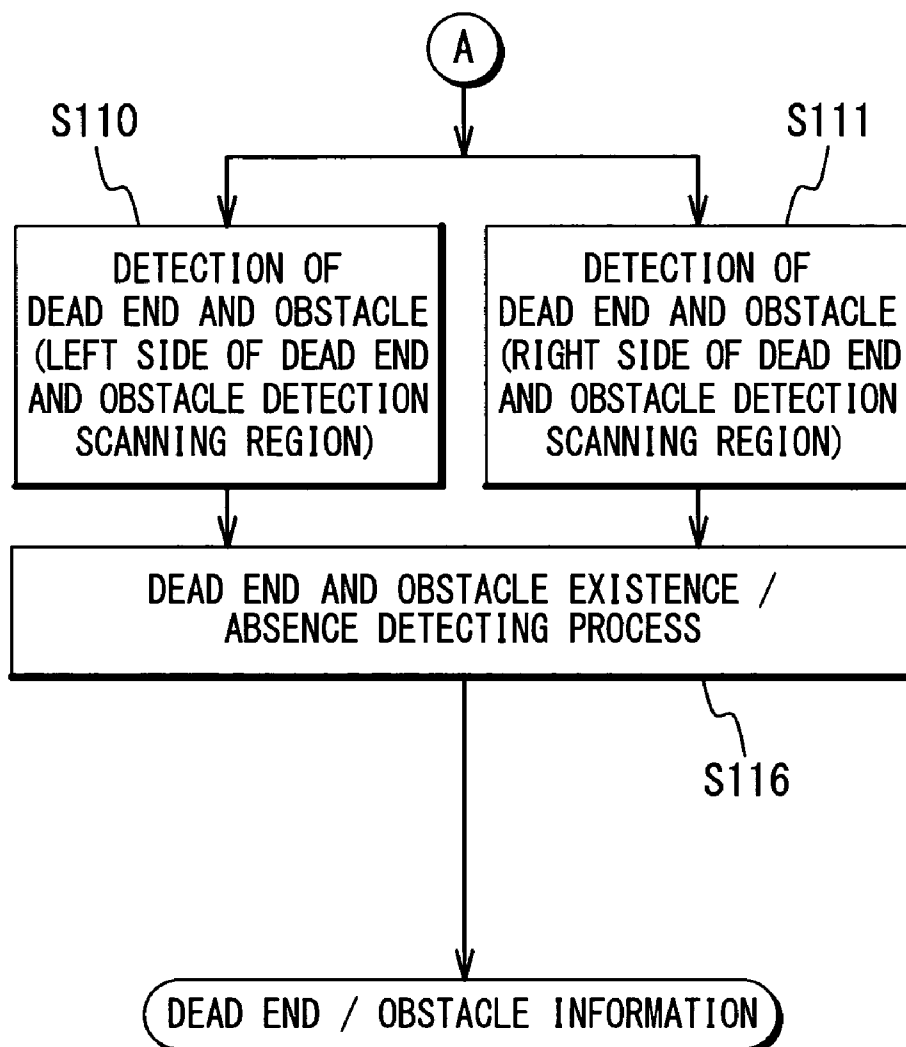 A
S110
S111
DETECTION OF
DEAD END AND OBSTACLE
(LEFT SIDE OF DEAD END
AND OBSTACLE DETECTION
SCANNING REGION)
DETECTION OF
DEAD END AND OBSTACLE
(RIGHT SIDE OF DEAD END
AND OBSTACLE DETECTION
SCANNING REGION)
DEAD END AND OBSTACLE EXISTENCE /
ABSENCE DETECTING PROCESS
S116
DEAD END / OBSTACLE INFORMATION